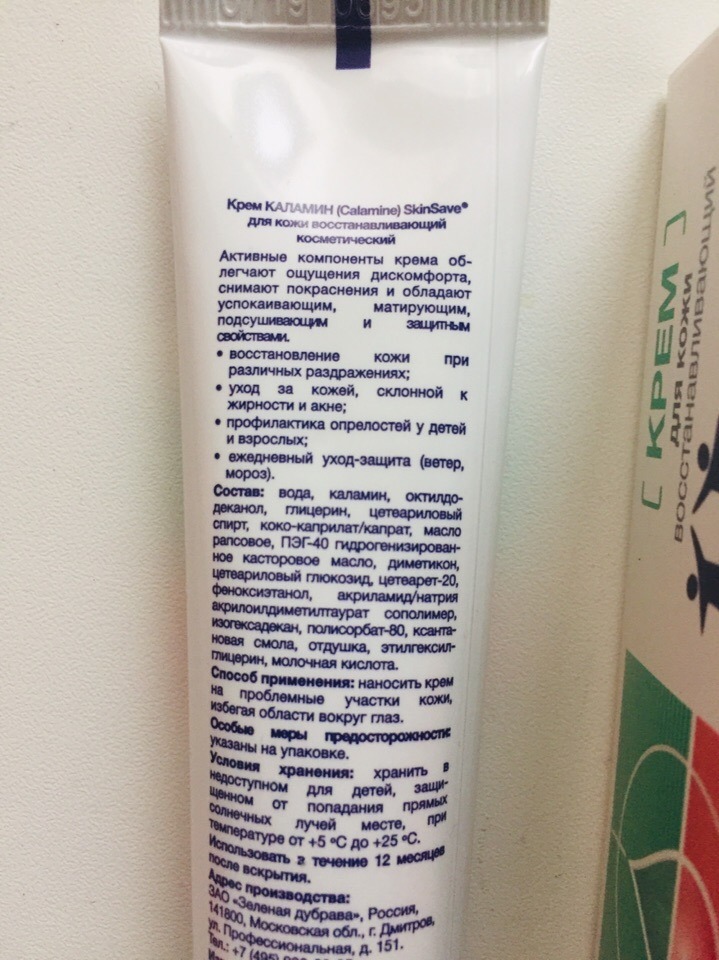 07/19 0695
Крем КАЛАМИН (Calamine) SkinSave®
для кожи восстанавливающий
косметический
Активные компоненты крема об-
легчают ощущения дискомфорта,
снимают покраснения и обладают
успокаивающим, матирующим,
подсушивающим и защитным
свойствами.
• восстановление кожи при
различных раздражениях;
• уход за кожей, склонной к
жирности и акне;
• профилактика опрелостей у детей
и взрослых;
• ежедневный уход-защита (ветер,
мороз).
Состав: вода, каламин, октилдо-
деканол, глицерин, цетеариловый
спирт, коко-каприлат/капрат, масло
рапсовое, ПЭГ-40 гидрогенизирован-
ное касторовое масло, диметикон,
цетеариловый глюкозид, цетеарет-20,
феноксиэтанол, акриламид/натрия
акрилоилдиметилтаурат сополимер,
изогексадекан, полисорбат-80, ксанта-
новая смола, отдушка, этилгексил-
глицерин, молочная кислота.
Способ применения: наносить крем
на проблемные участки кожи,
избегая области вокруг глаз.
Особые меры предосторожности:
указаны на упаковке.
Условия хранения: хранить в
недоступном для детей, защи-
щенном от попадания прямых
солнечных лучей месте, при
температуре от +5 °С до +25 °С.
Использовать в течение 12 месяцев
после вскрытия.
Адрес производства:
ЗАО «Зеленая дубрава», Россия,
141800, Московская обл., г. Дмитров,
ул. Профессиональная, д. 151.
Тел.: +7 (495)
[ КРЕМ ]
для кожи
восстанавливающий